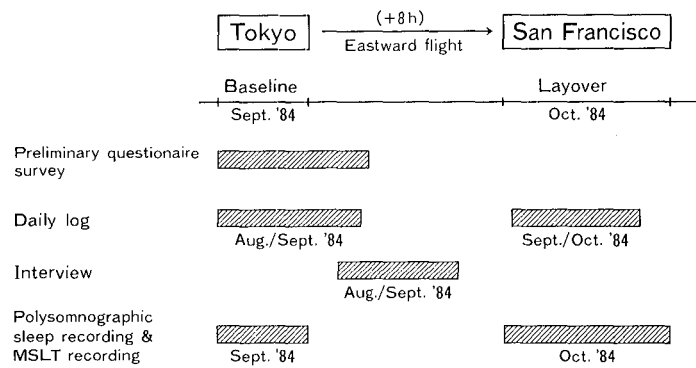 (+8h)
Tokyo
San Francisco
Eastward flight
Baseline
Layover
Sept. '84
Oct. '84
Preliminary questionaire
survey
Daily log
Aug./Sept. '84
Sept./Oct. '84
Interview
Aug./Sept. '84
Polysomnographic
sleep recording &
MSLT recording
Sept. '84
Oct. '84